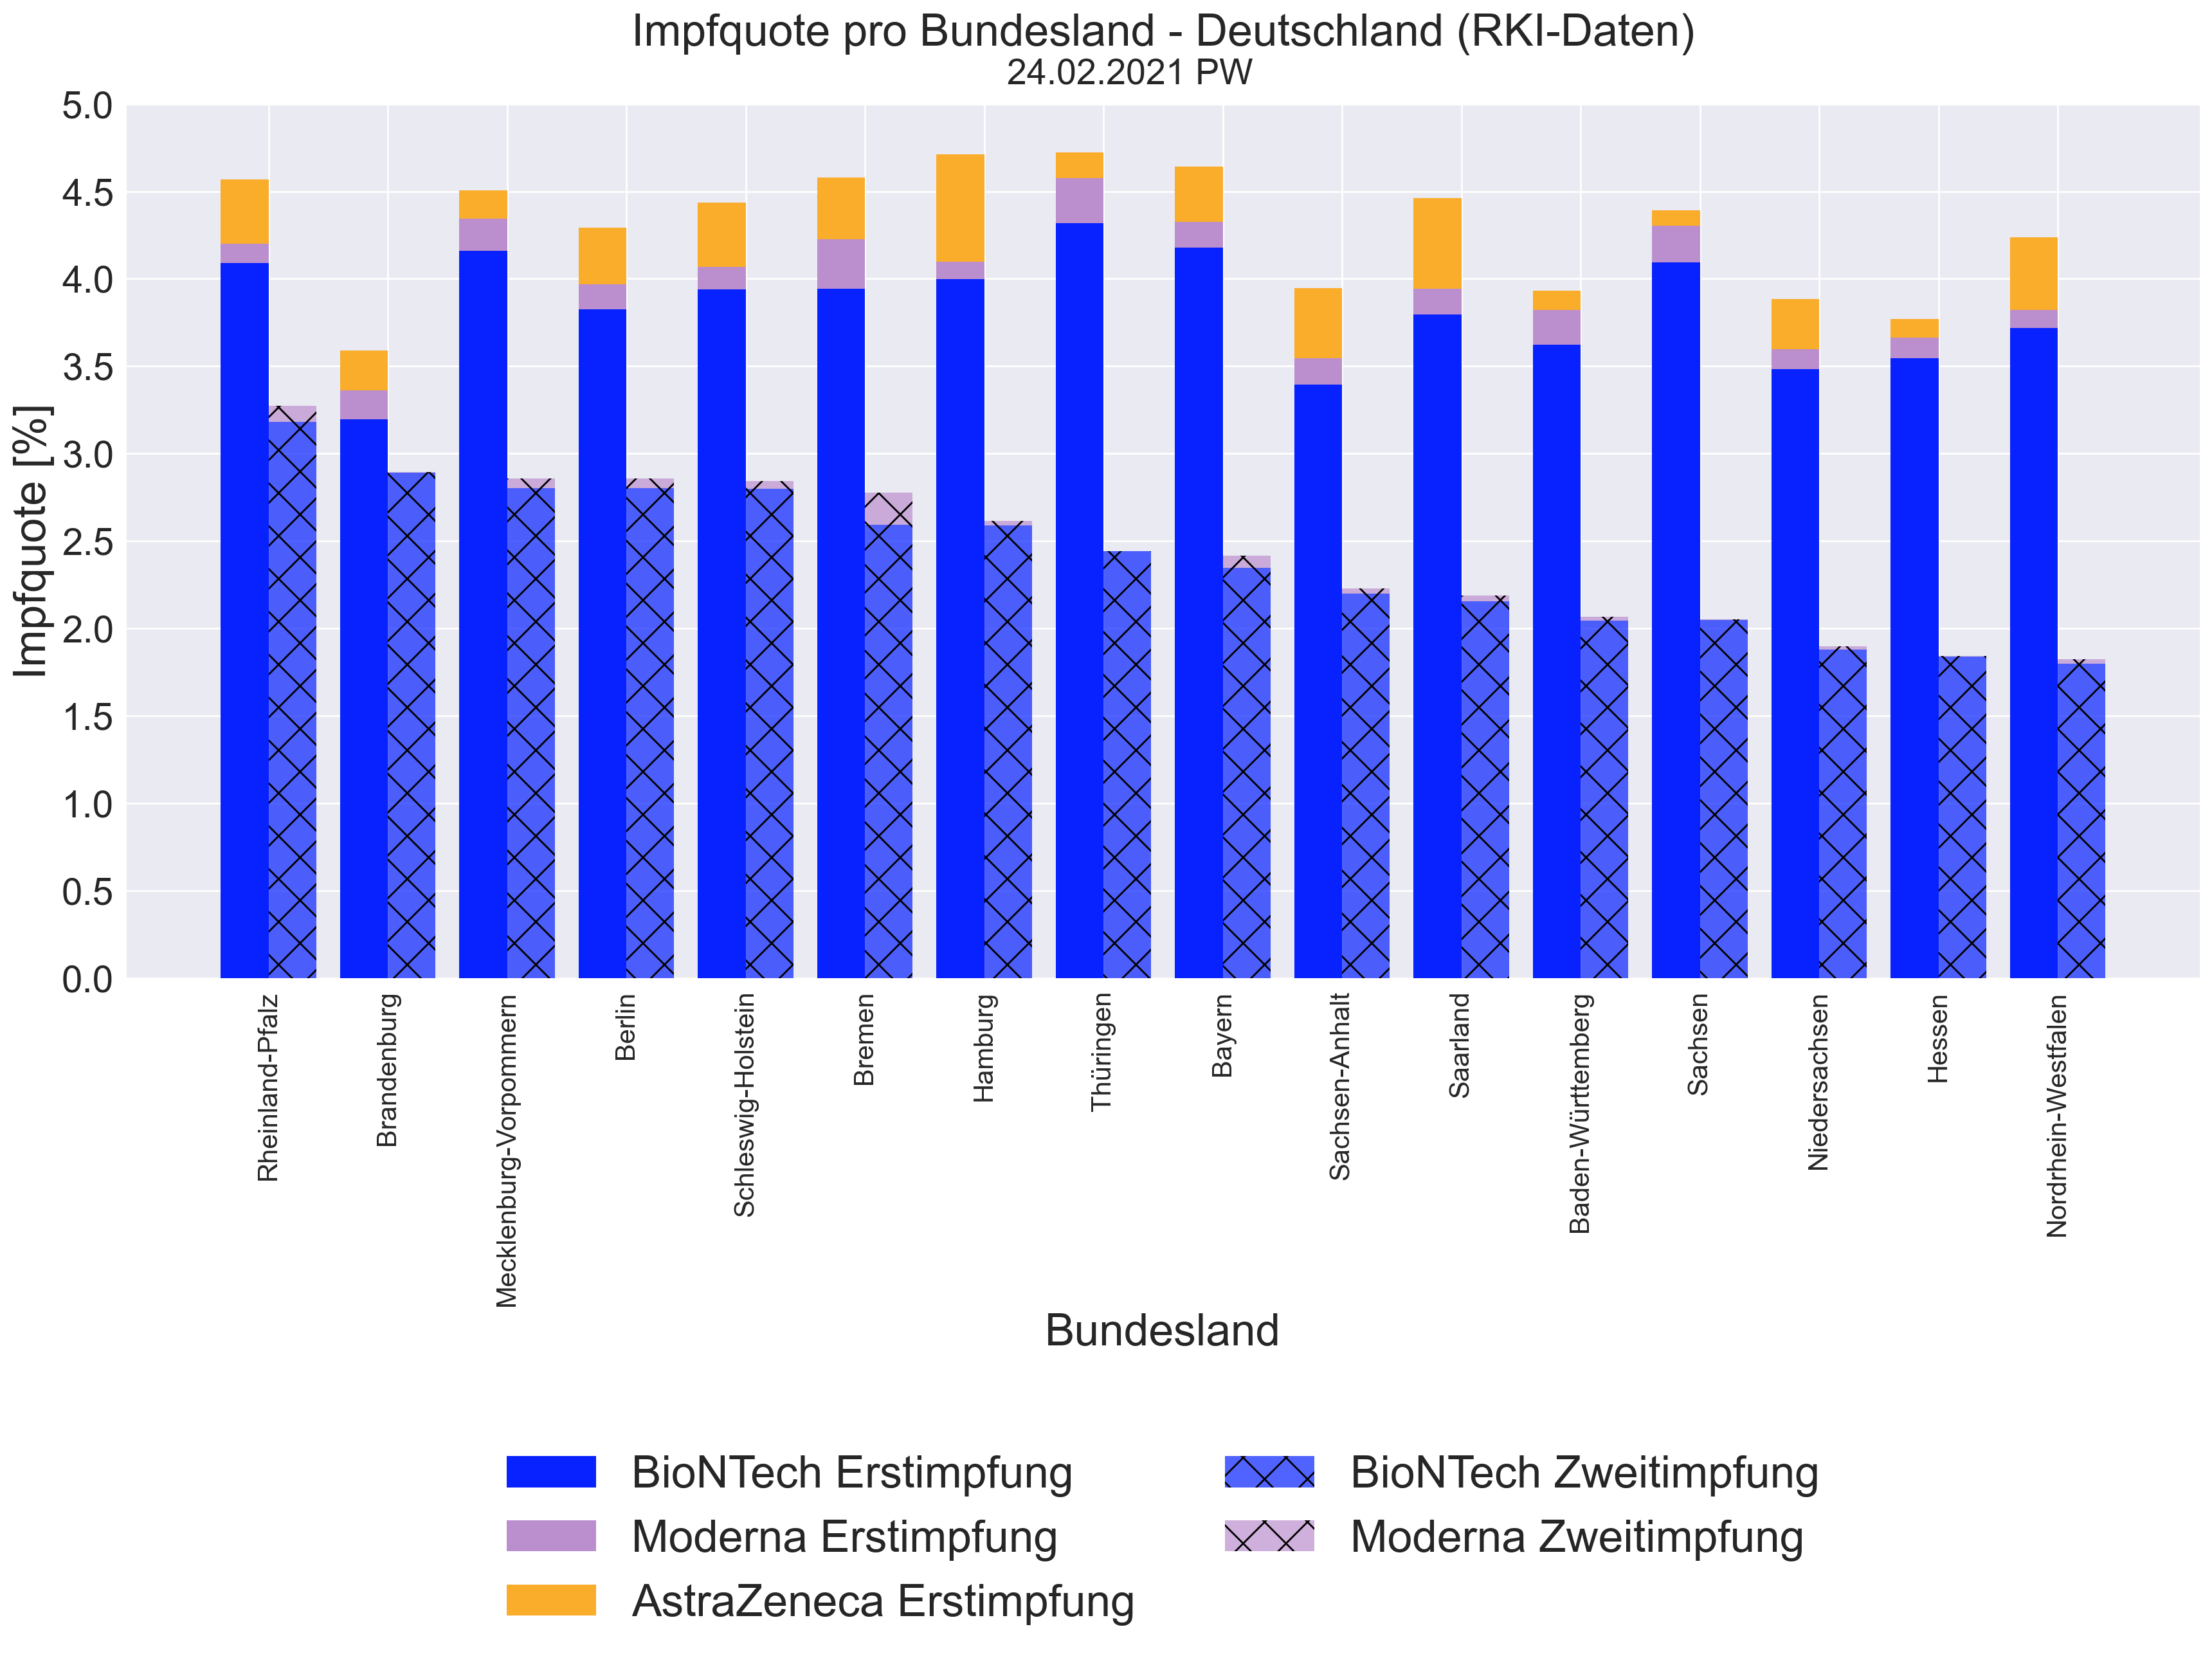 Impfquote pro Bundesland - Deutschland (RKI-Daten)
24.02.2021 PW
Impfquote [%]
5.0
4.5
4.0
3.5
3.0
2.5
2.0
1.5
1.0
0.5
0.0
Rheinland-Pfalz
Brandenburg
Mecklenburg-Vorpommern
Berlin
Schleswig-Holstein
Bremen
Hamburg
Thüringen
Bayern
Sachsen-Anhalt
Saarland
Baden-Württemberg
Sachsen
Niedersachsen
Hessen
Nordrhein-Westfalen
Bundesland
BioNTech Erstimpfung
Moderna Erstimpfung
AstraZeneca Erstimpfung
BioNTech Zweitimpfung
Moderna Zweitimpfung